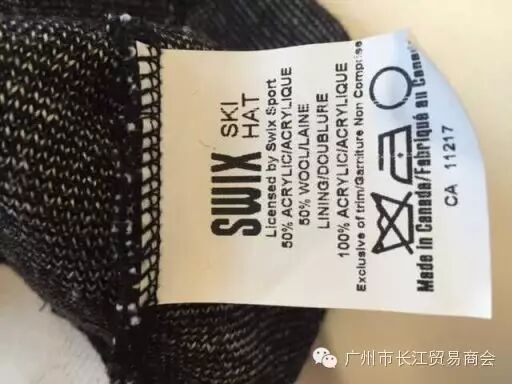 SWIX
SKI
HAT
Licensed by Swix Sport
50% ACRYLIC/ACRYLIQUE
50% WOOL/LAINE
LINING/DOUBLURE
100% ACRYLIC/ACRYLIQUE
Exclusive of trim/Garniture Non Comprise
Made in Canada/Fabriqué au Canada
CA 11217
广州市长江贸易商会